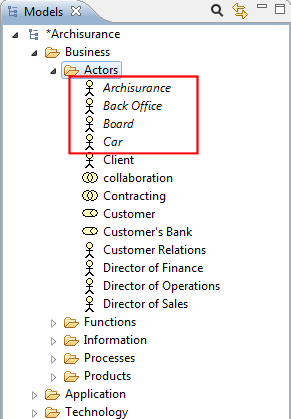 Models
*Archisurance
Business
Actors
Archisurance
Back Office
Board
Car
Client
collaboration
Contracting
Customer
Customer's Bank
Customer Relations
Director of Finance
Director of Operations
Director of Sales
Functions
Information
Processes
Products
Application
Technology